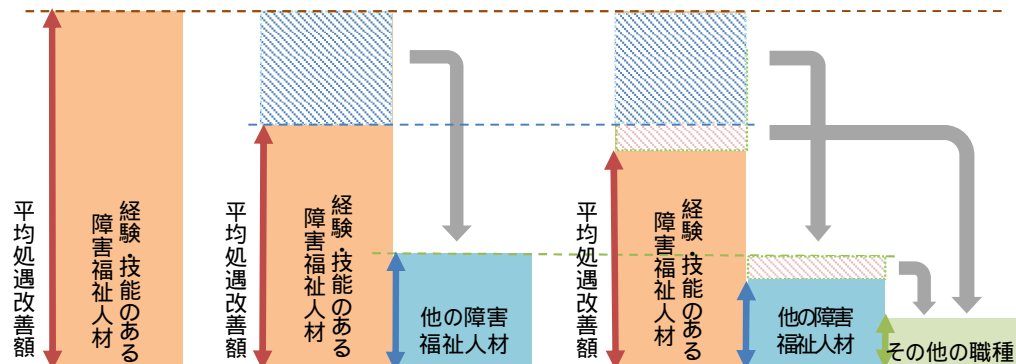 平均処遇改善額
経験・技能のある
障害福祉人材
平均処遇改善額
経験・技能のある
障害福祉人材
他の障害
福祉人材
平均処遇改善額
経験・技能のある
障害福祉人材
他の障害
福祉人材
その他の職種